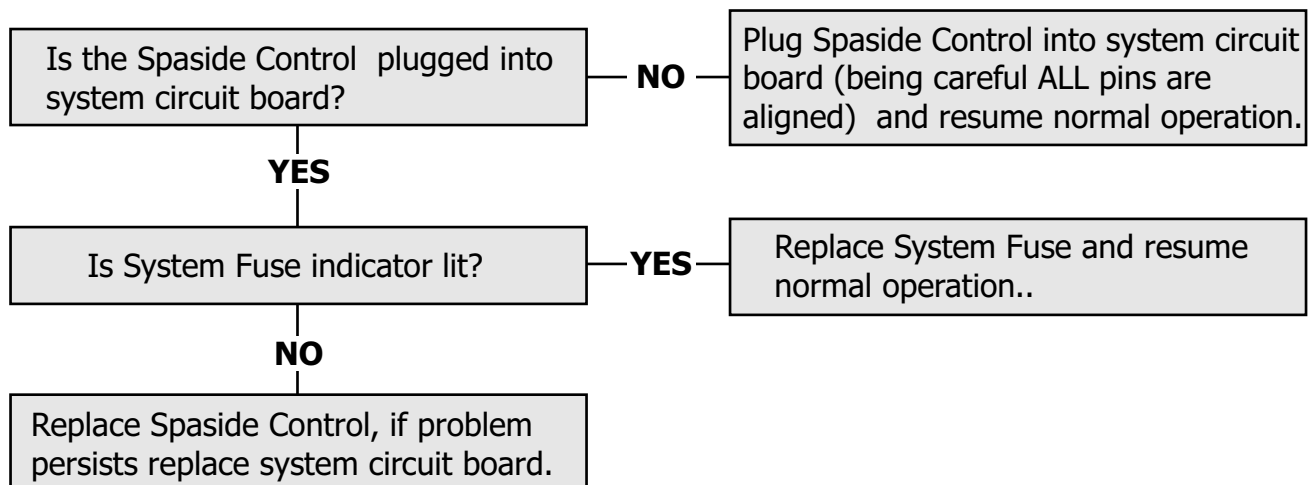 Is the Spaside Control  plugged into
system circuit board?
NO
Plug Spaside Control into system circuit
board (being careful ALL pins are
aligned)  and resume normal operation.
YES
Is System Fuse indicator lit?
YES
Replace System Fuse and resume
normal operation..
NO
Replace Spaside Control, if problem
persists replace system circuit board.